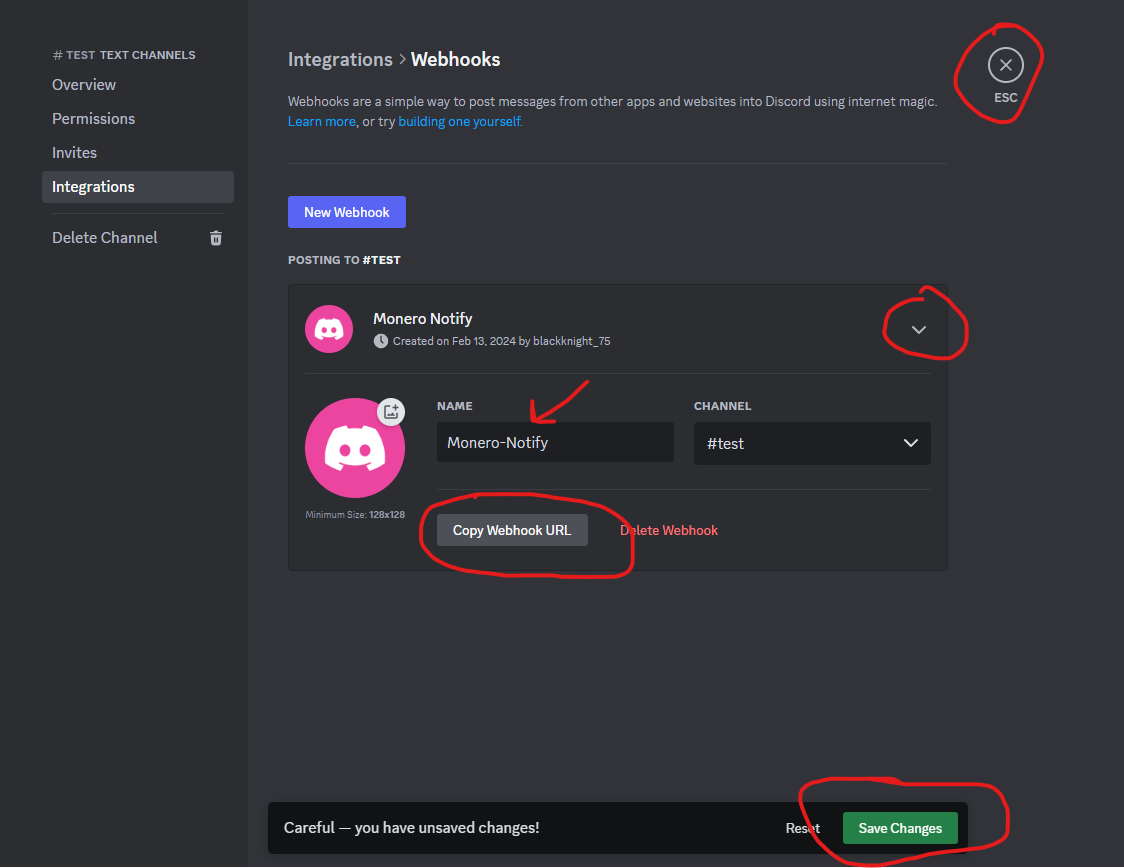 # TEST TEXT CHANNELS
Overview
Permissions
Invites
Integrations
Delete Channel
Integrations > Webhooks
ESC
Webhooks are a simple way to post messages from other apps and websites into Discord using internet magic.
Learn more, or try building one yourself.
New Webhook
POSTING TO #TEST
Monero Notify
Created on Feb 13, 2024 by blackknight_75
NAME
CHANNEL
Monero-Notify
#test
Minimum Size: 128x128
Copy Webhook URL
Delete Webhook
Careful — you have unsaved changes!
Reset
Save Changes